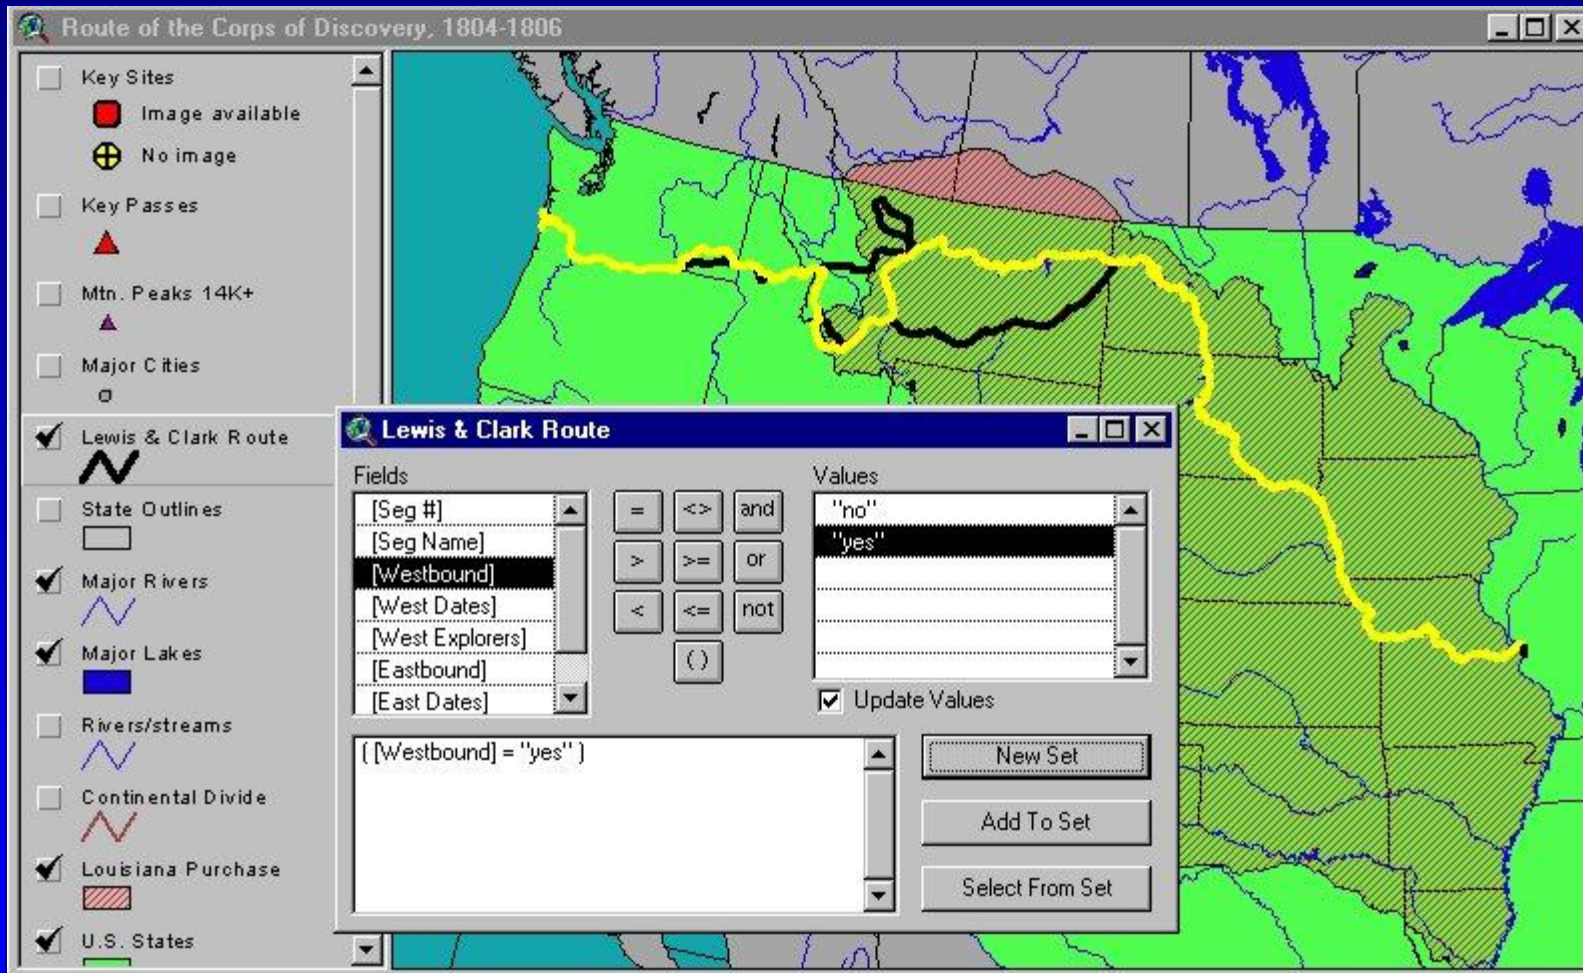 Route of the Corps of Discovery, 1804-1806
Key Sites
Image available
No image
Key Passes
Mtn. Peaks 14K+
Major Cities
Lewis & Clark Route
State Outlines
Major Rivers
Major Lakes
Rivers/streams
Continental Divide
Louisiana Purchase
U.S. States
Lewis & Clark Route
Fields
[Seg #]
[Seg Name]
[Westbound]
[West Dates]
[West Explorers]
[Eastbound]
[East Dates]
= <> and
> >= or
< <= not
( )
Values
"no"
"yes"
Update Values
( [Westbound] = "yes" )
New Set
Add To Set
Select From Set